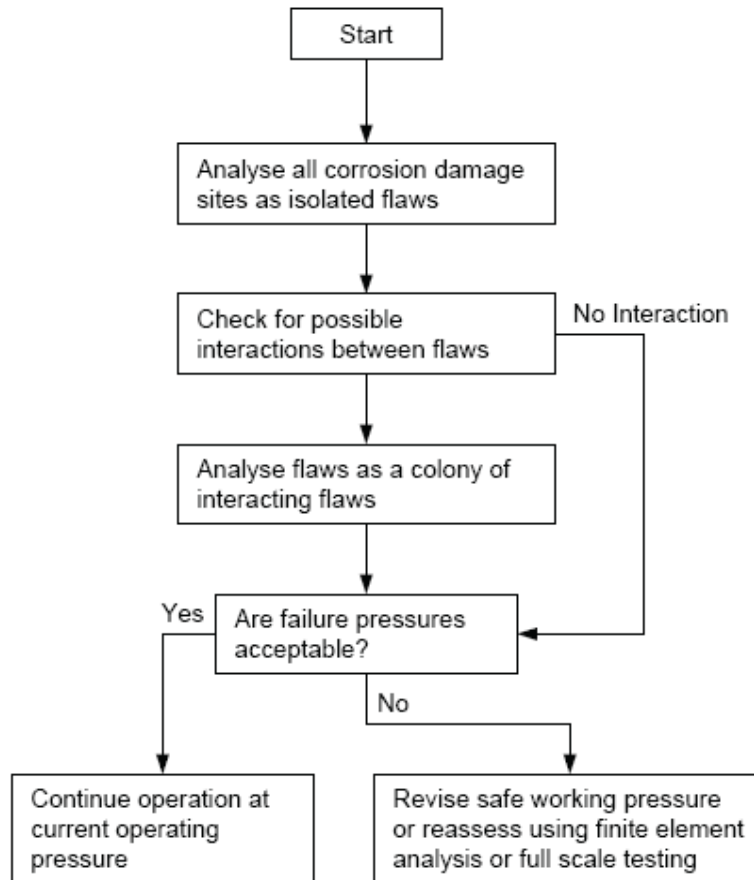 Start
Analyse all corrosion damage
sites as isolated flaws
Check for possible
interactions between flaws
No Interaction
Analyse flaws as a colony of
interacting flaws
Yes
Are failure pressures
acceptable?
No
Continue operation at
current operating
pressure
Revise safe working pressure
or reassess using finite element
analysis or full scale testing